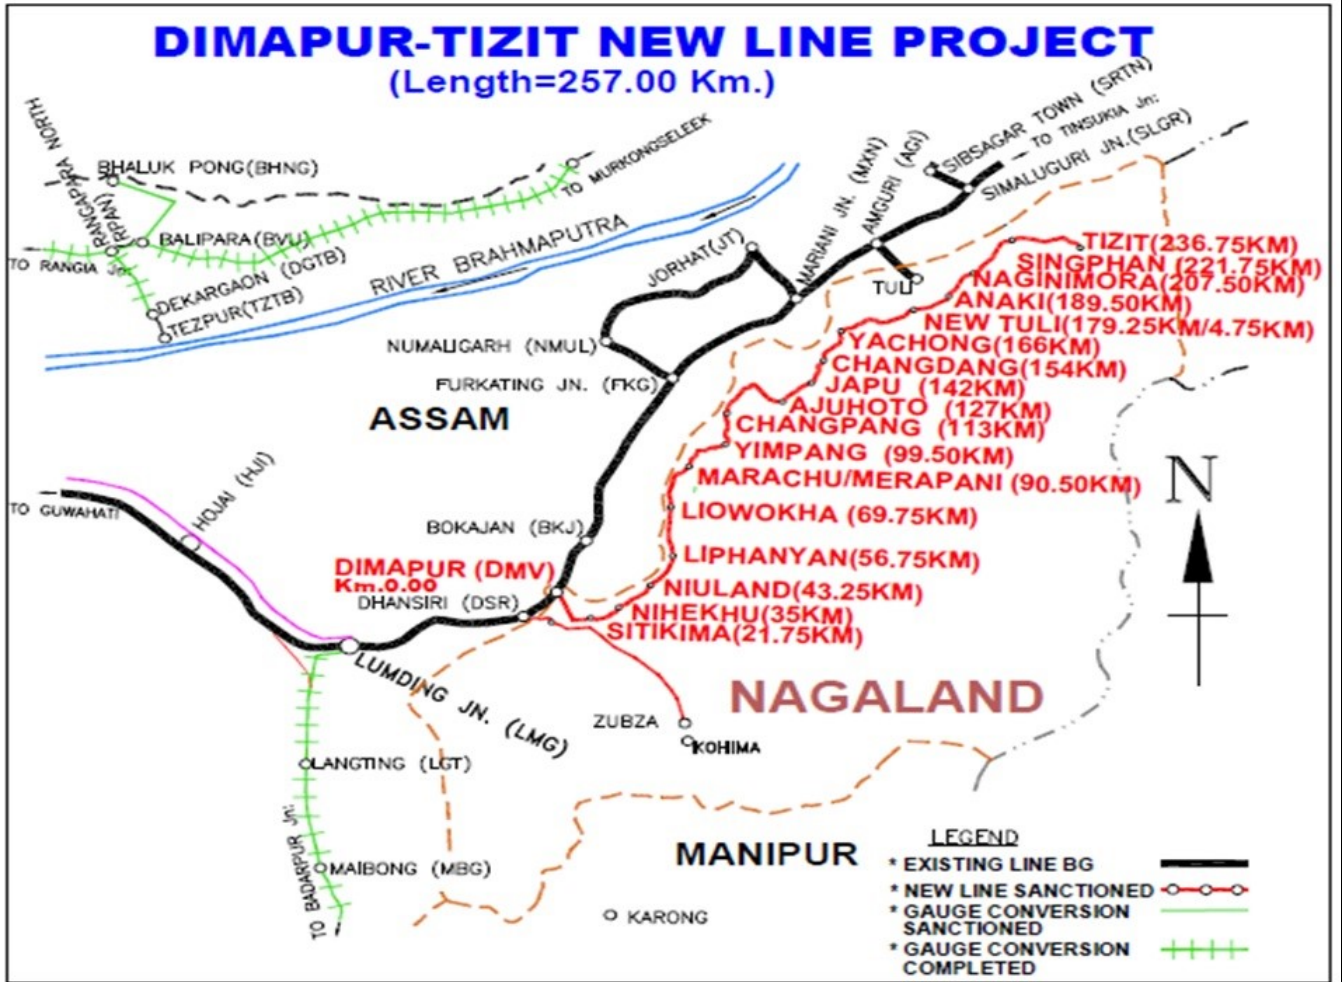 DIMAPUR-TIZIT NEW LINE PROJECT
(Length=257.00 Km.)
RANGAPARA NORTH
(RPAN)
BHALUK PONG(BHNG)
TO MURKONGSELEEK
BALIPARA(BVU)
TO RANGIA Jn:
DEKARGAON (DGTB)
TEZPUR(TZTB)
RIVER BRAHMAPUTRA
SIBSAGAR TOWN (SRTN)
TO TINSUKIA Jn:
SIMALUGURI JN.(SLGR)
AMGURI (AGI)
MARIANI JN. (MXN)
JORHAT(JT)
TULI
NUMALIGARH (NMUL)
FURKATING JN. (FKG)
TIZIT(236.75KM)
SINGPHAN (221.75KM)
NAGINIMORA(207.50KM)
ANAKI(189.50KM)
NEW TULI(179.25KM/4.75KM)
YACHONG(166KM)
CHANGDANG(154KM)
JAPU (142KM)
AJUHOTO (127KM)
CHANGPANG (113KM)
YIMPANG (99.50KM)
MARACHU/MERAPANI (90.50KM)
LIOWOKHA (69.75KM)
LIPHANYAN(56.75KM)
NIULAND(43.25KM)
NIHEKHU(35KM)
SITIKIMA(21.75KM)
ASSAM
N
HOJAI (HJI)
TO GUWAHATI
BOKAJAN (BKJ)
DIMAPUR (DMV)
Km.0.00
DHANSIRI (DSR)
LUMDING JN. (LMG)
NAGALAND
ZUBZA
KOHIMA
LANGTING (LGT)
TO BADARPUR Jn:
MAIBONG (MBG)
MANIPUR
KARONG
LEGEND
* EXISTING LINE BG
* NEW LINE SANCTIONED
* GAUGE CONVERSION
SANCTIONED
* GAUGE CONVERSION
COMPLETED